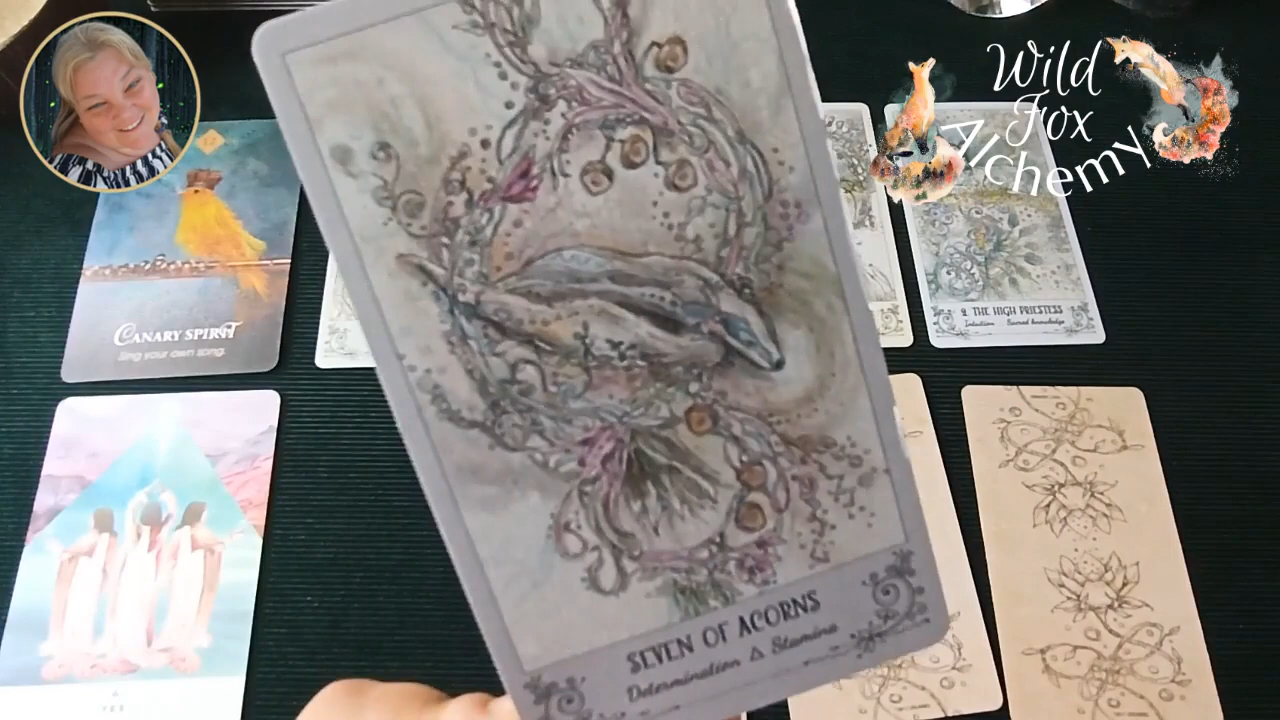 Wild
Fox
Alchemy
CANARY SPIRIT
Sing your own song.
2. THE HIGH PRIESTESS
Intuition Sacred knowledge
SEVEN OF ACORNS
Determination △ Stamina
YES